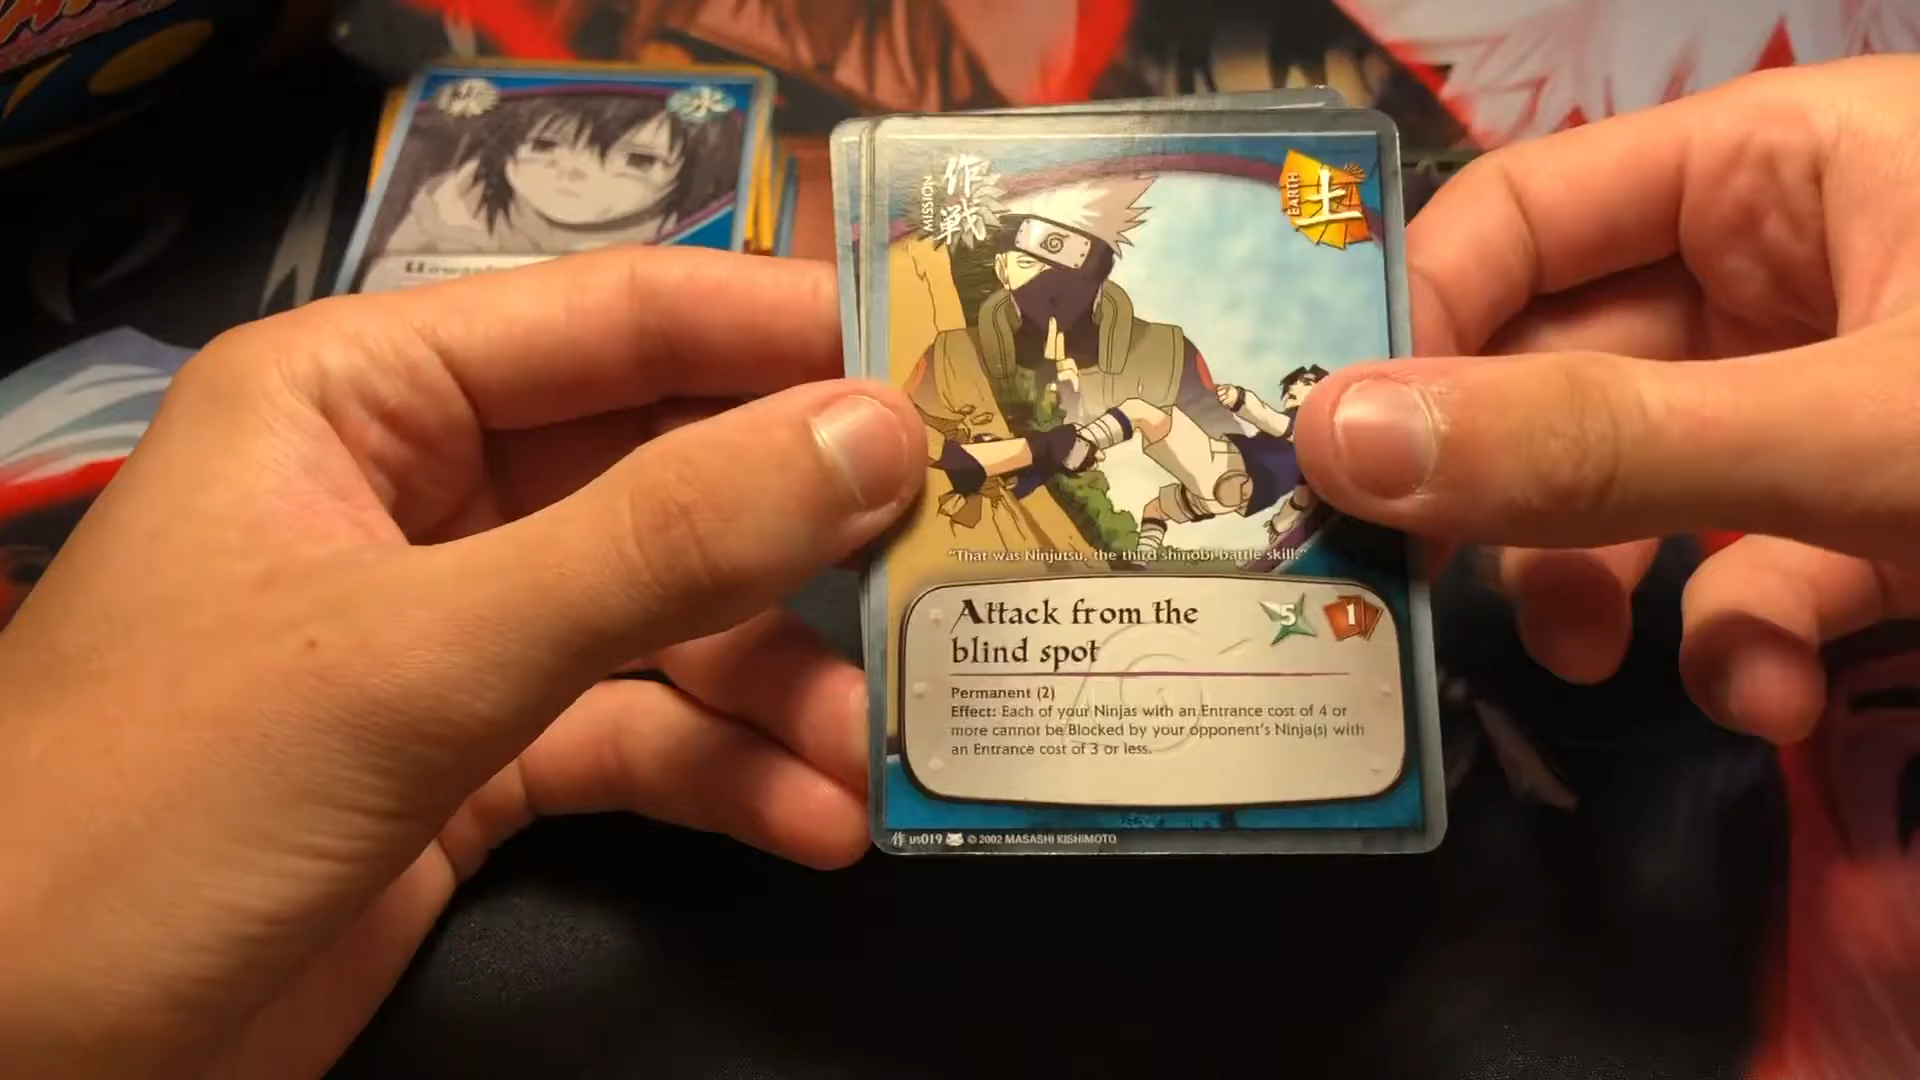 MISSION
作戦
EARTH
土
"That was Ninjutsu, the third shinobi battle skill."
Attack from the
blind spot
5
1
Permanent (2)
Effect: Each of your Ninjas with an Entrance cost of 4 or
more cannot be Blocked by your opponent's Ninja(s) with
an Entrance cost of 3 or less.
作 US019 © 2002 MASASHI KISHIMOTO